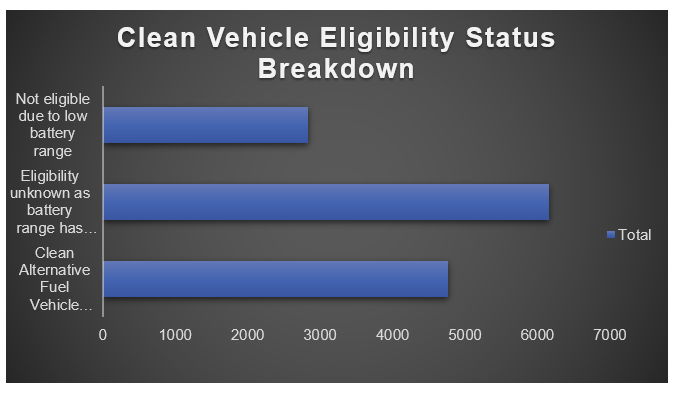 Clean Vehicle Eligibility Status
Breakdown
Not eligible
due to low
battery
range
Eligibility
unknown as
battery
range has...
Clean
Alternative
Fuel
Vehicle...
Total
0 1000 2000 3000 4000 5000 6000 7000